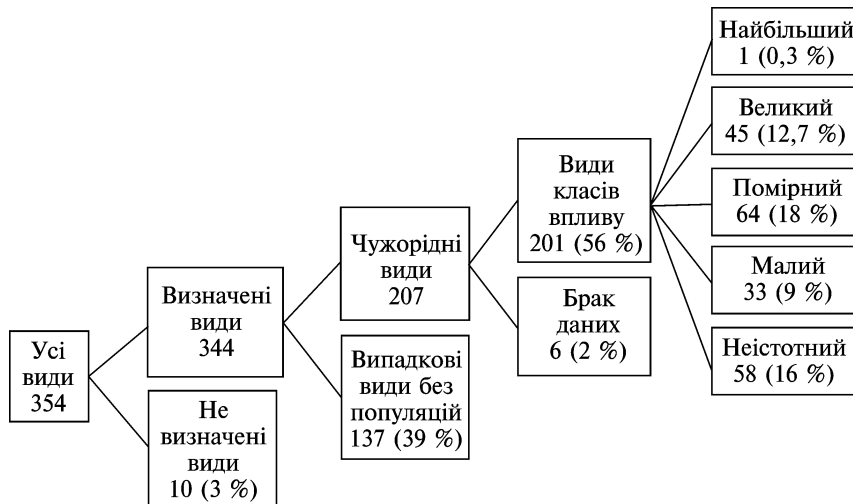 Усі
види
354
Визначені
види
344
Не
визначені
види
10 (3 %)
Чужорідні
види
207
Випадкові
види без
популяцій
137 (39 %)
Види
класів
впливу
201 (56 %)
Брак
даних
6 (2 %)
Найбільший
1 (0,3 %)
Великий
45 (12,7 %)
Помірний
64 (18 %)
Малий
33 (9 %)
Неістотний
58 (16 %)